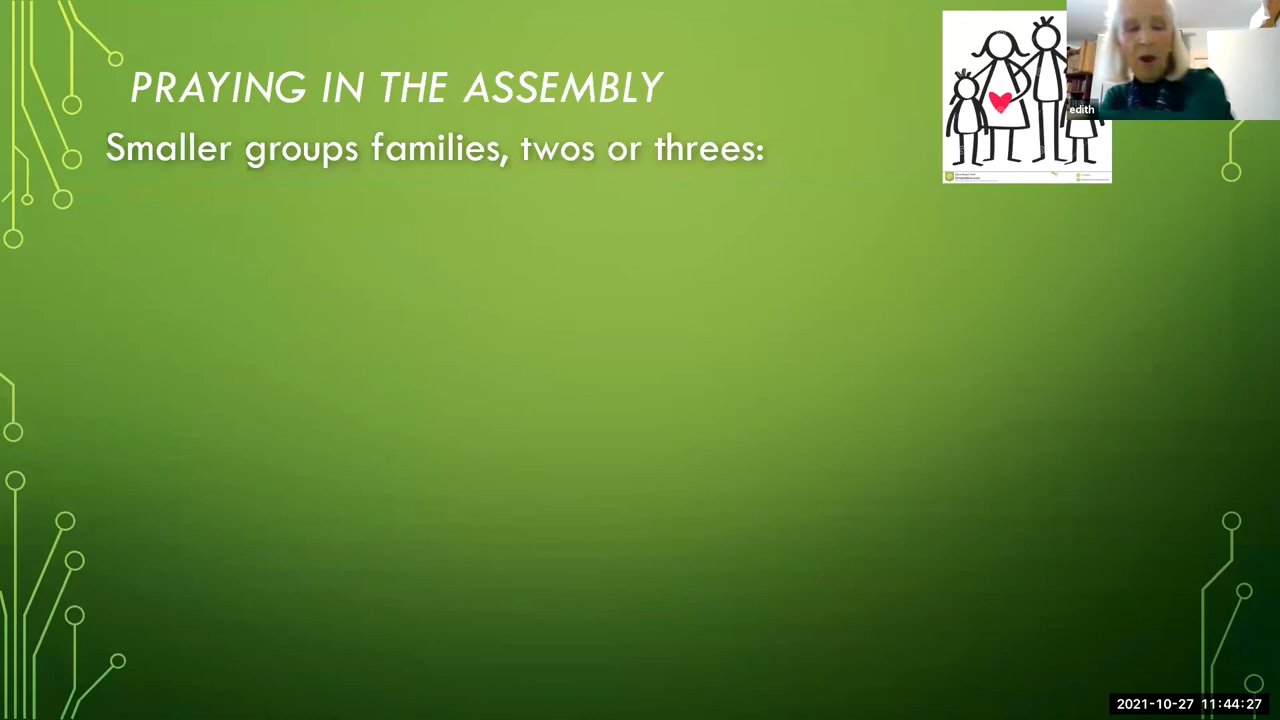 PRAYING IN THE ASSEMBLY
Smaller groups families, twos or threes:
edith
2021-10-27 11:44:27